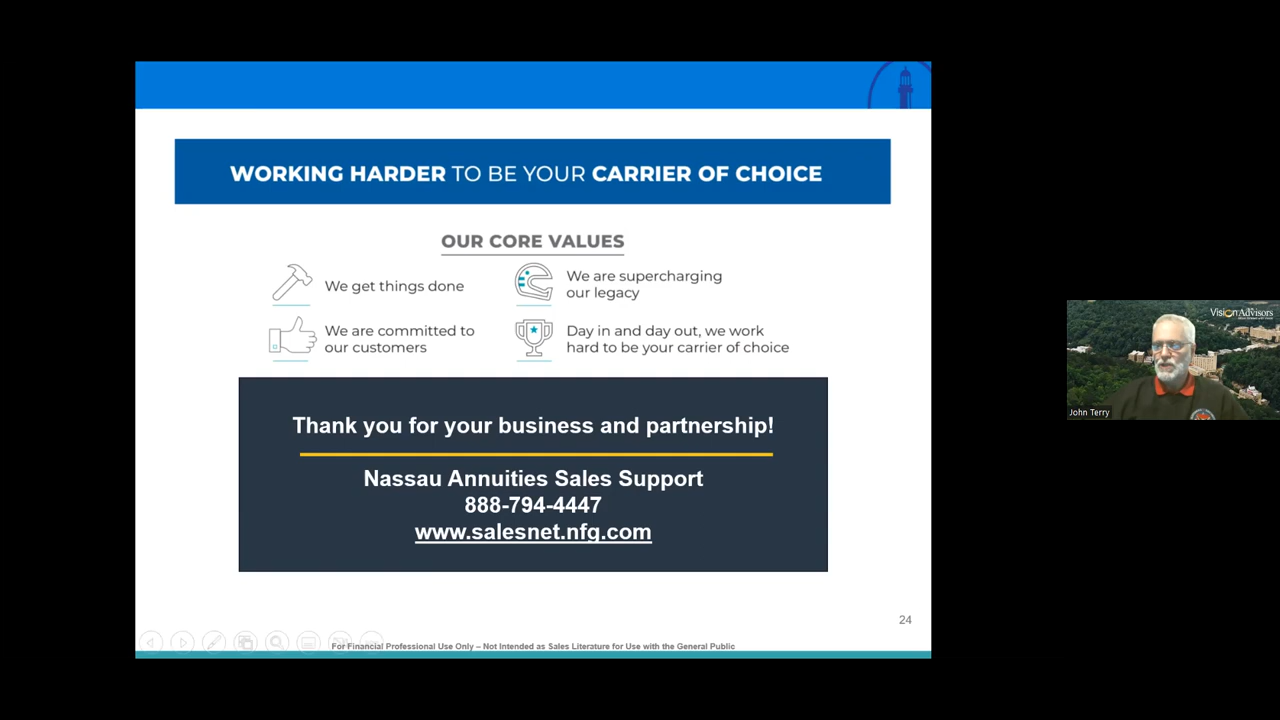 WORKING HARDER TO BE YOUR CARRIER OF CHOICE
OUR CORE VALUES
We get things done
We are supercharging
our legacy
We are committed to
our customers
Day in and day out, we work
hard to be your carrier of choice
Thank you for your business and partnership!
Nassau Annuities Sales Support
888-794-4447
www.salesnet.nfg.com
24
For Financial Professional Use Only – Not Intended as Sales Literature for Use with the General Public
VisionAdvisors
John Terry